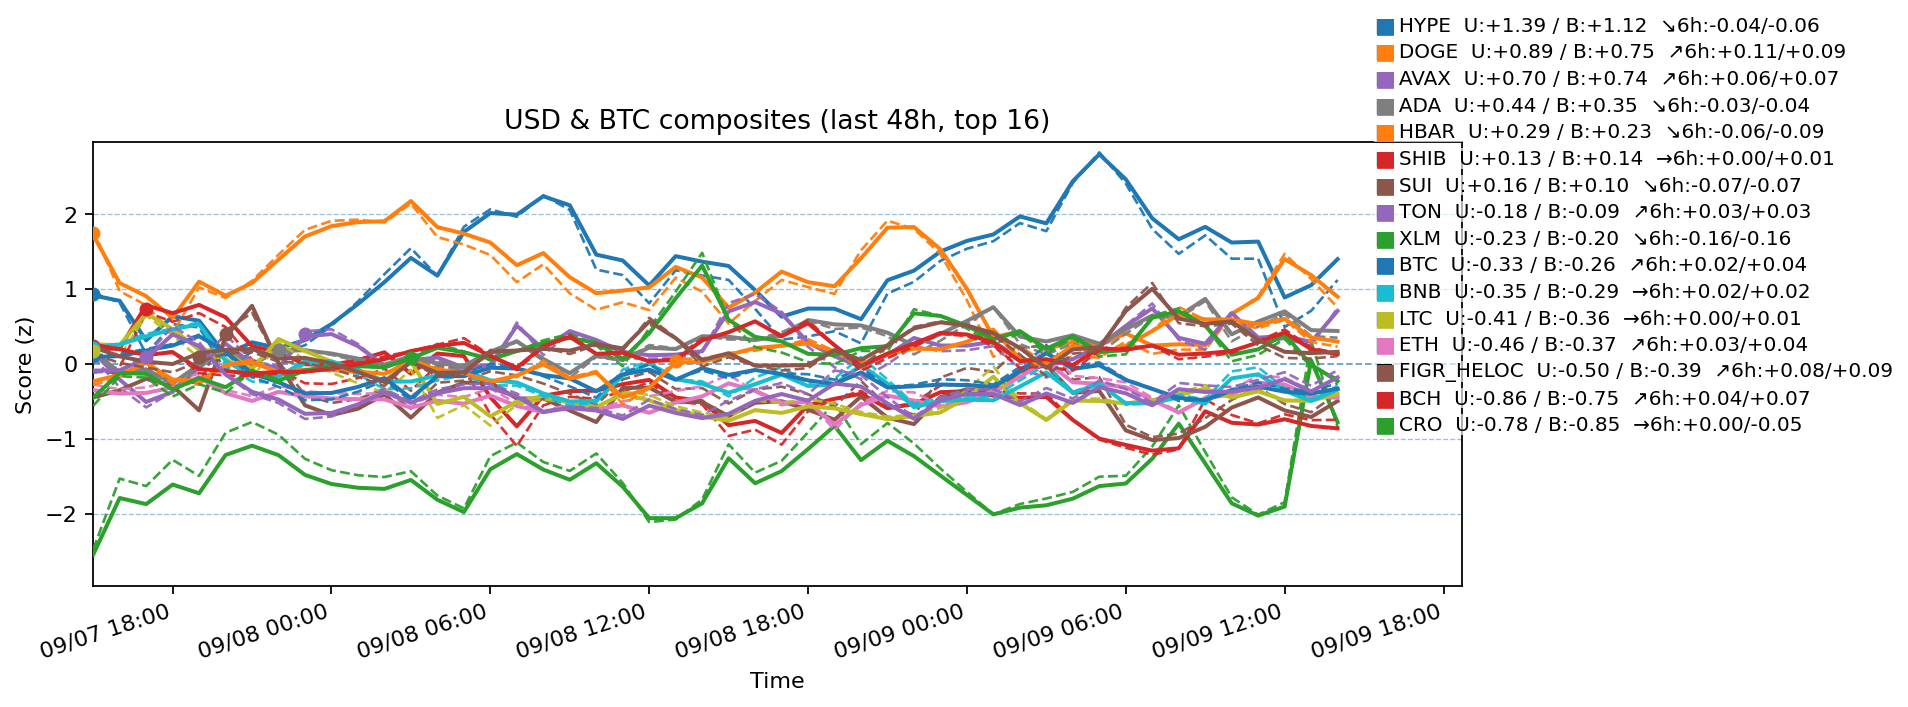 HYPE U:+1.39 / B:+1.12 ↘6h:-0.04/-0.06
DOGE U:+0.89 / B:+0.75 ↗6h:+0.11/+0.09
AVAX U:+0.70 / B:+0.74 ↗6h:+0.06/+0.07
ADA U:+0.44 / B:+0.35 ↘6h:-0.03/-0.04
HBAR U:+0.29 / B:+0.23 ↘6h:-0.06/-0.09
SHIB U:+0.13 / B:+0.14 →6h:+0.00/+0.01
SUI U:+0.16 / B:+0.10 ↘6h:-0.07/-0.07
TON U:-0.18 / B:-0.09 ↗6h:+0.03/+0.03
XLM U:-0.23 / B:-0.20 ↘6h:-0.16/-0.16
BTC U:-0.33 / B:-0.26 ↗6h:+0.02/+0.04
BNB U:-0.35 / B:-0.29 →6h:+0.02/+0.02
LTC U:-0.41 / B:-0.36 →6h:+0.00/+0.01
ETH U:-0.46 / B:-0.37 ↗6h:+0.03/+0.04
FIGR_HELOC U:-0.50 / B:-0.39 ↗6h:+0.08/+0.09
BCH U:-0.86 / B:-0.75 ↗6h:+0.04/+0.07
CRO U:-0.78 / B:-0.85 →6h:+0.00/-0.05
USD & BTC composites (last 48h, top 16)
Score (z)
2
1
0
−1
−2
09/07 18:00
09/08 00:00
09/08 06:00
09/08 12:00
09/08 18:00
09/09 00:00
09/09 06:00
09/09 12:00
09/09 18:00
Time